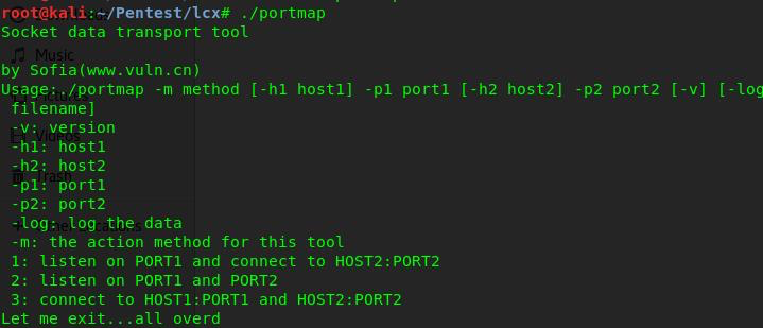 root@kali:~/Pentest/lcx# ./portmap
Socket data transport tool
Music
by Sofia(www.vuln.cn)
Usage:./portmap -m method [-h1 host1] -p1 port1 [-h2 host2] -p2 port2 [-v] [-log
filename]
-v: version
-h1: host1
-h2: host2
-p1: port1
-p2: port2
-log: log the data
-m: the action method for this tool
1: listen on PORT1 and connect to HOST2:PORT2
2: listen on PORT1 and PORT2
3: connect to HOST1:PORT1 and HOST2:PORT2
Let me exit...all overd